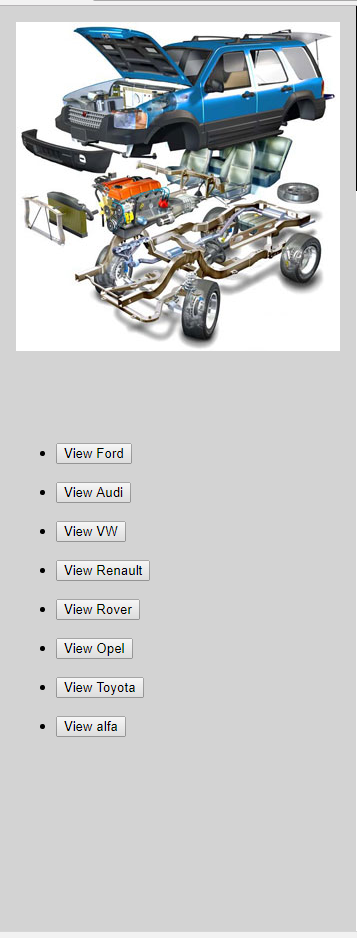 View Ford
View Audi
View VW
View Renault
View Rover
View Opel
View Toyota
View alfa